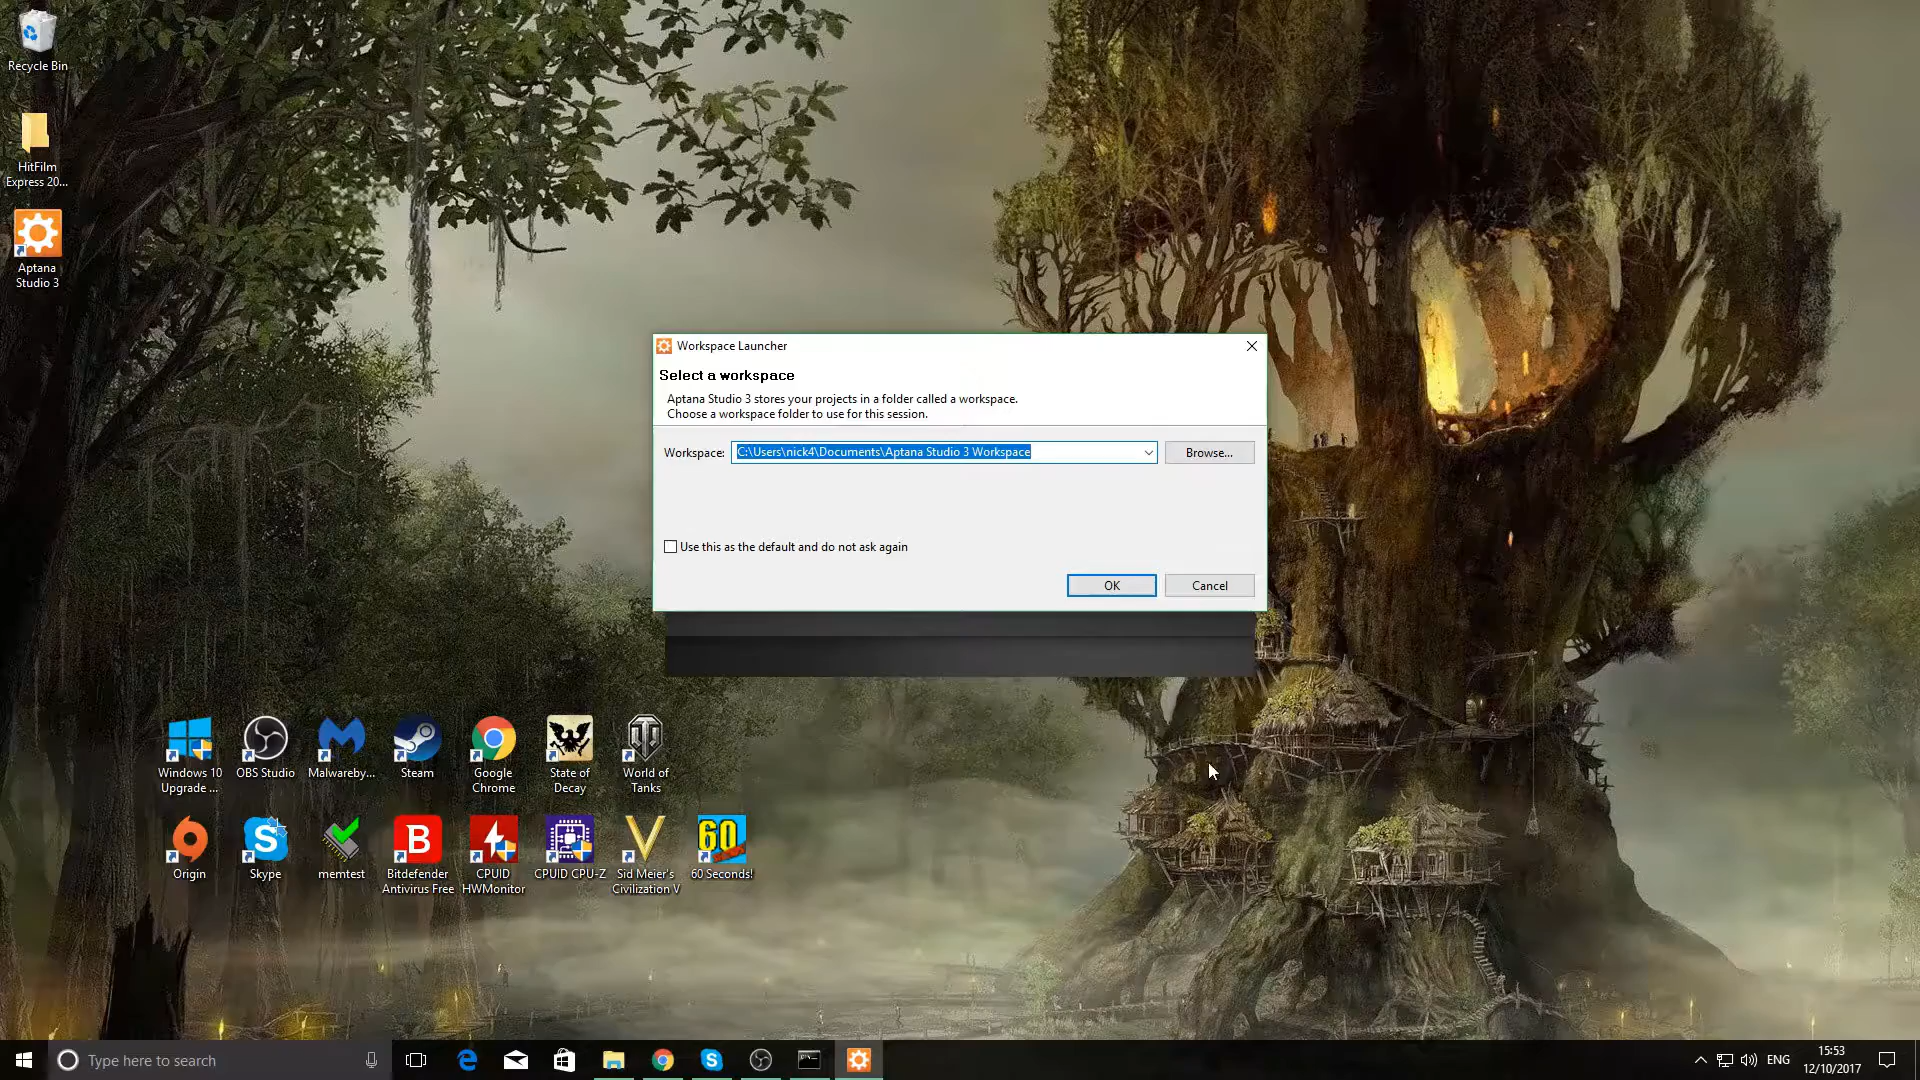 Recycle Bin
HitFilm
Express 20...
Aptana
Studio 3
Workspace Launcher
Select a workspace
Aptana Studio 3 stores your projects in a folder called a workspace.
Choose a workspace folder to use for this session.
Workspace:
C:\Users\nick4\Documents\Aptana Studio 3 Workspace
Browse...
Use this as the default and do not ask again
OK
Cancel
Windows 10
Upgrade ...
OBS Studio
Malwareby...
Steam
Google
Chrome
State of
Decay
World of
Tanks
Origin
Skype
memtest
Bitdefender
Antivirus Free
CPUID
HWMonitor
CPUID CPU-Z
Sid Meier's
Civilization V
60 Seconds!
Type here to search
ENG
15:53
12/10/2017